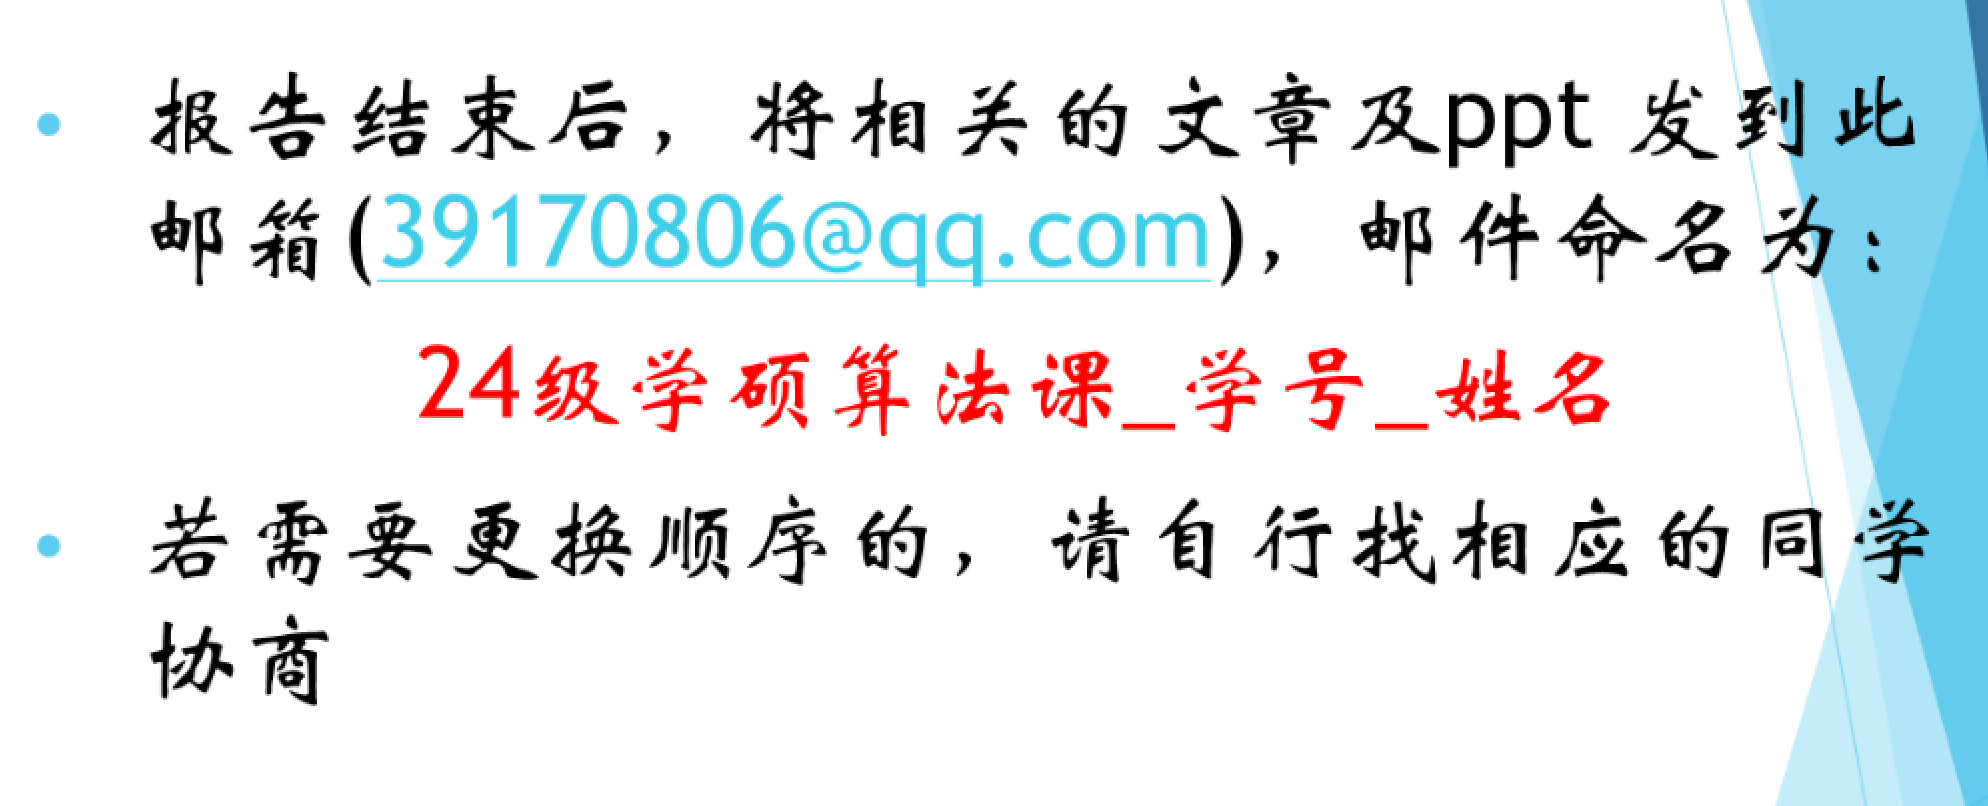 • 报告结束后，将相关的文章及ppt 发到此
邮箱(39170806@qq.com)，邮件命名为：
24级学硕算法课_学号_姓名
• 若需要更换顺序的，请自行找相应的同学
协商